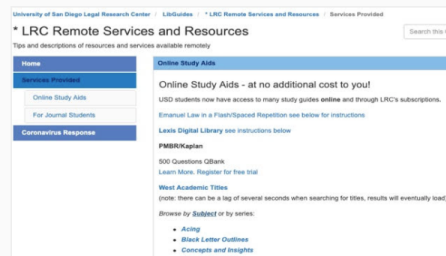 University of San Diego Legal Research Center / LibGuides / * LRC Remote Services and Resources / Services Provided
* LRC Remote Services and Resources
Search this
Tips and descriptions of resources and services available remotely
Home
Services Provided
Online Study Aids
For Journal Students
Coronavirus Response
Online Study Aids
Online Study Aids - at no additional cost to you!
USD students now have access to many study guides online and through LRC's subscriptions.
Emanuel Law in a Flash/Spaced Repetition see below for instructions
Lexis Digital Library see instructions below
PMBR/Kaplan
500 Questions QBank
Learn More. Register for free trial
West Academic Titles
(note: there can be a lag of several seconds when searching for titles, results will eventually load)
Browse by Subject or by series:
• Acing
• Black Letter Outlines
• Concepts and Insights